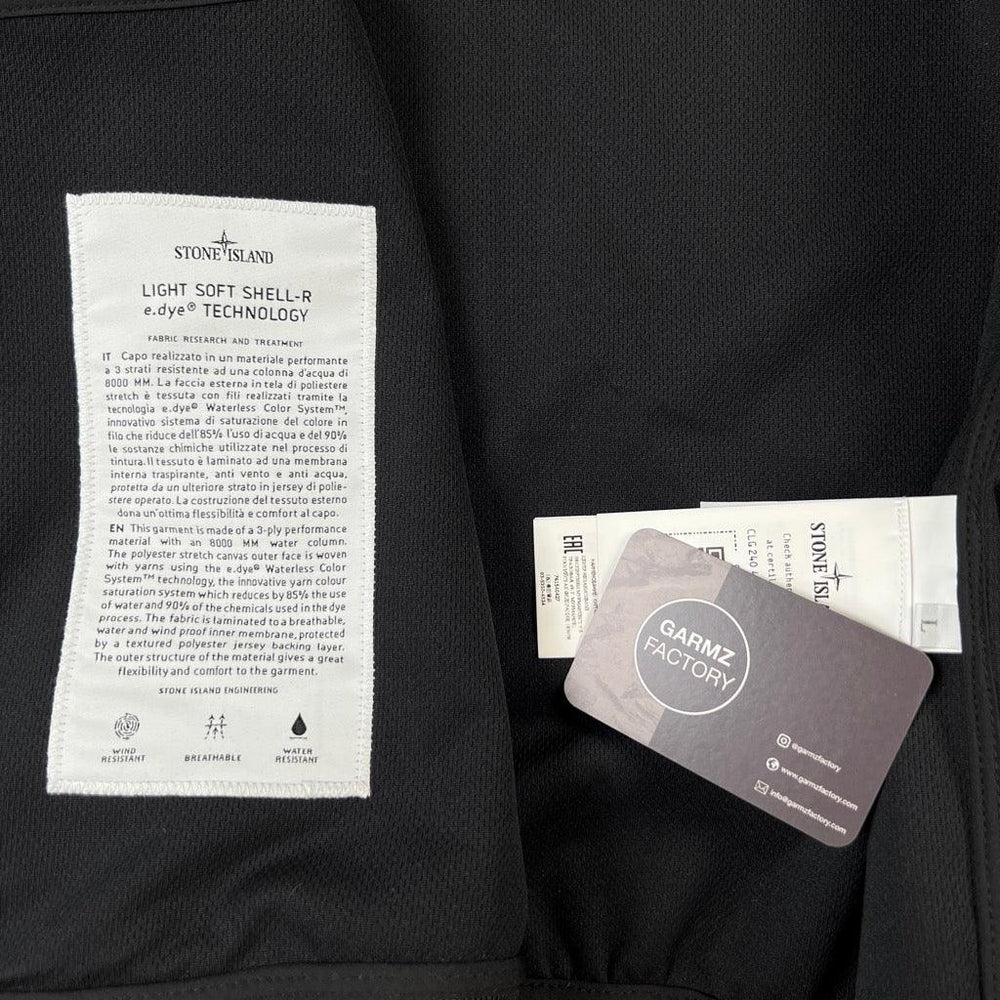 STONE ISLAND
LIGHT SOFT SHELL-R
e.dye® TECHNOLOGY
FABRIC RESEARCH AND TREATMENT
IT Capo realizzato in un materiale performante
a 3 strati resistente ad una colonna d'acqua di
8000 MM. La faccia esterna in tela di poliestere
stretch è tessuta con fili realizzati tramite la
tecnologia e.dye® Waterless Color System™,
innovativo sistema di saturazione del colore in
filo che riduce dell'85% l'uso di acqua e del 90%
le sostanze chimiche utilizzate nel processo di
tintura. Il tessuto è laminato ad una membrana
interna traspirante, anti vento e anti acqua,
protetta da un ulteriore strato in jersey di polie-
stere operato. La costruzione del tessuto esterno
dona un'ottima flessibilità e comfort al capo.
EN This garment is made of a 3-ply performance
material with an 8000 MM water column.
The polyester stretch canvas outer face is woven
with yarns using the e.dye® Waterless Color
System™ technology, the innovative yarn colour
saturation system which reduces by 85% the use
of water and 90% of the chemicals used in the dye
process. The fabric is laminated to a breathable,
water and wind proof inner membrane, protected
by a textured polyester jersey backing layer.
The outer structure of the material gives a great
flexibility and comfort to the garment.
STONE ISLAND ENGINEERING
WIND
RESISTANT
BREATHABLE
WATER
RESISTANT
EAC
CLG 240
STONE ISLA
Check authe
at certil
L
GARMZ
FACTORY
@garmzfactory
www.garmzfactory.com
info@garmzfactory.com